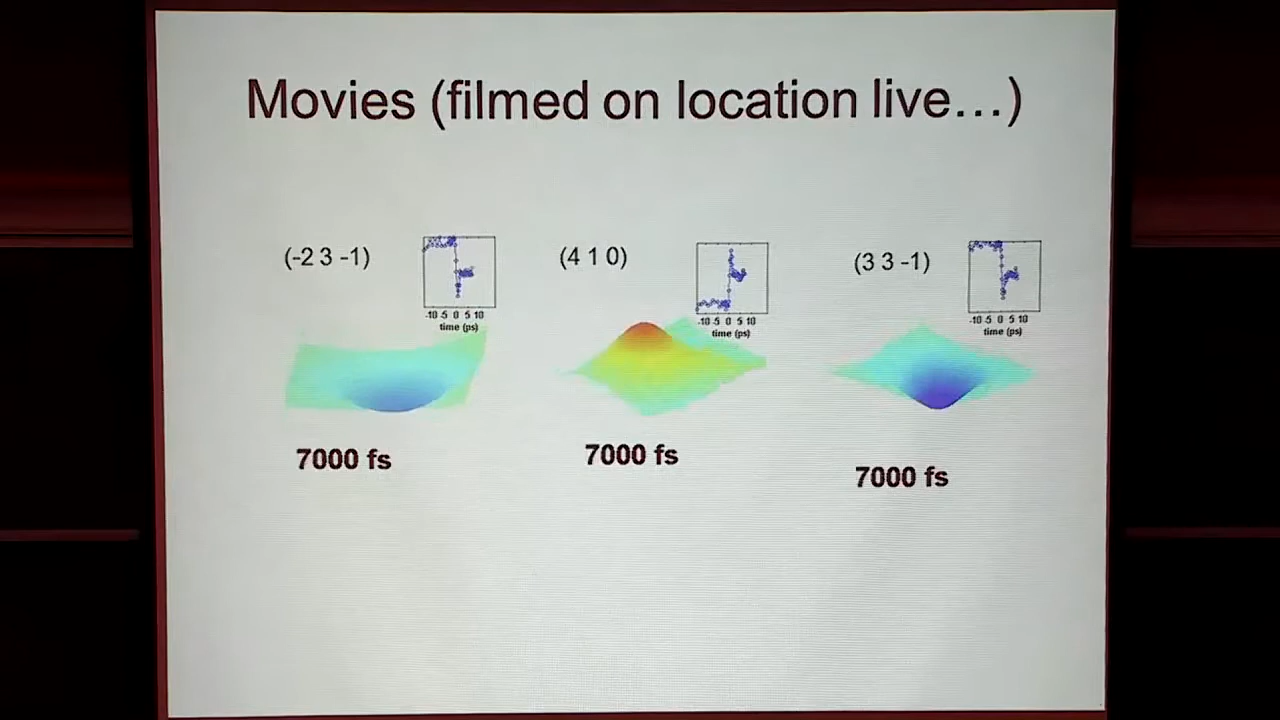 Movies (filmed on location live…)
(-2 3 -1)
-10 -5 0 5 10
time (ps)
(4 1 0)
-10 -5 0 5 10
time (ps)
(3 3 -1)
-10 -5 0 5 10
time (ps)
7000 fs
7000 fs
7000 fs